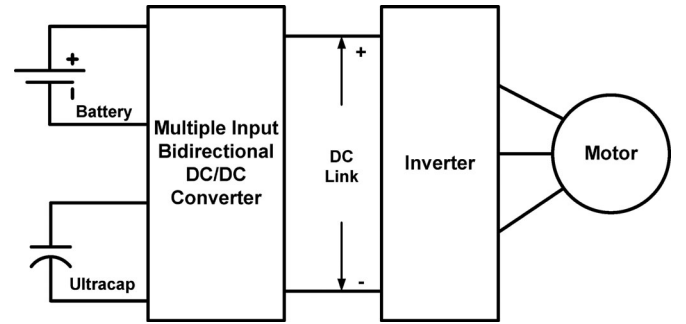 +
Battery
Multiple Input
Bidirectional
DC/DC
Converter
Ultracap
+
DC
Link
-
Inverter
Motor